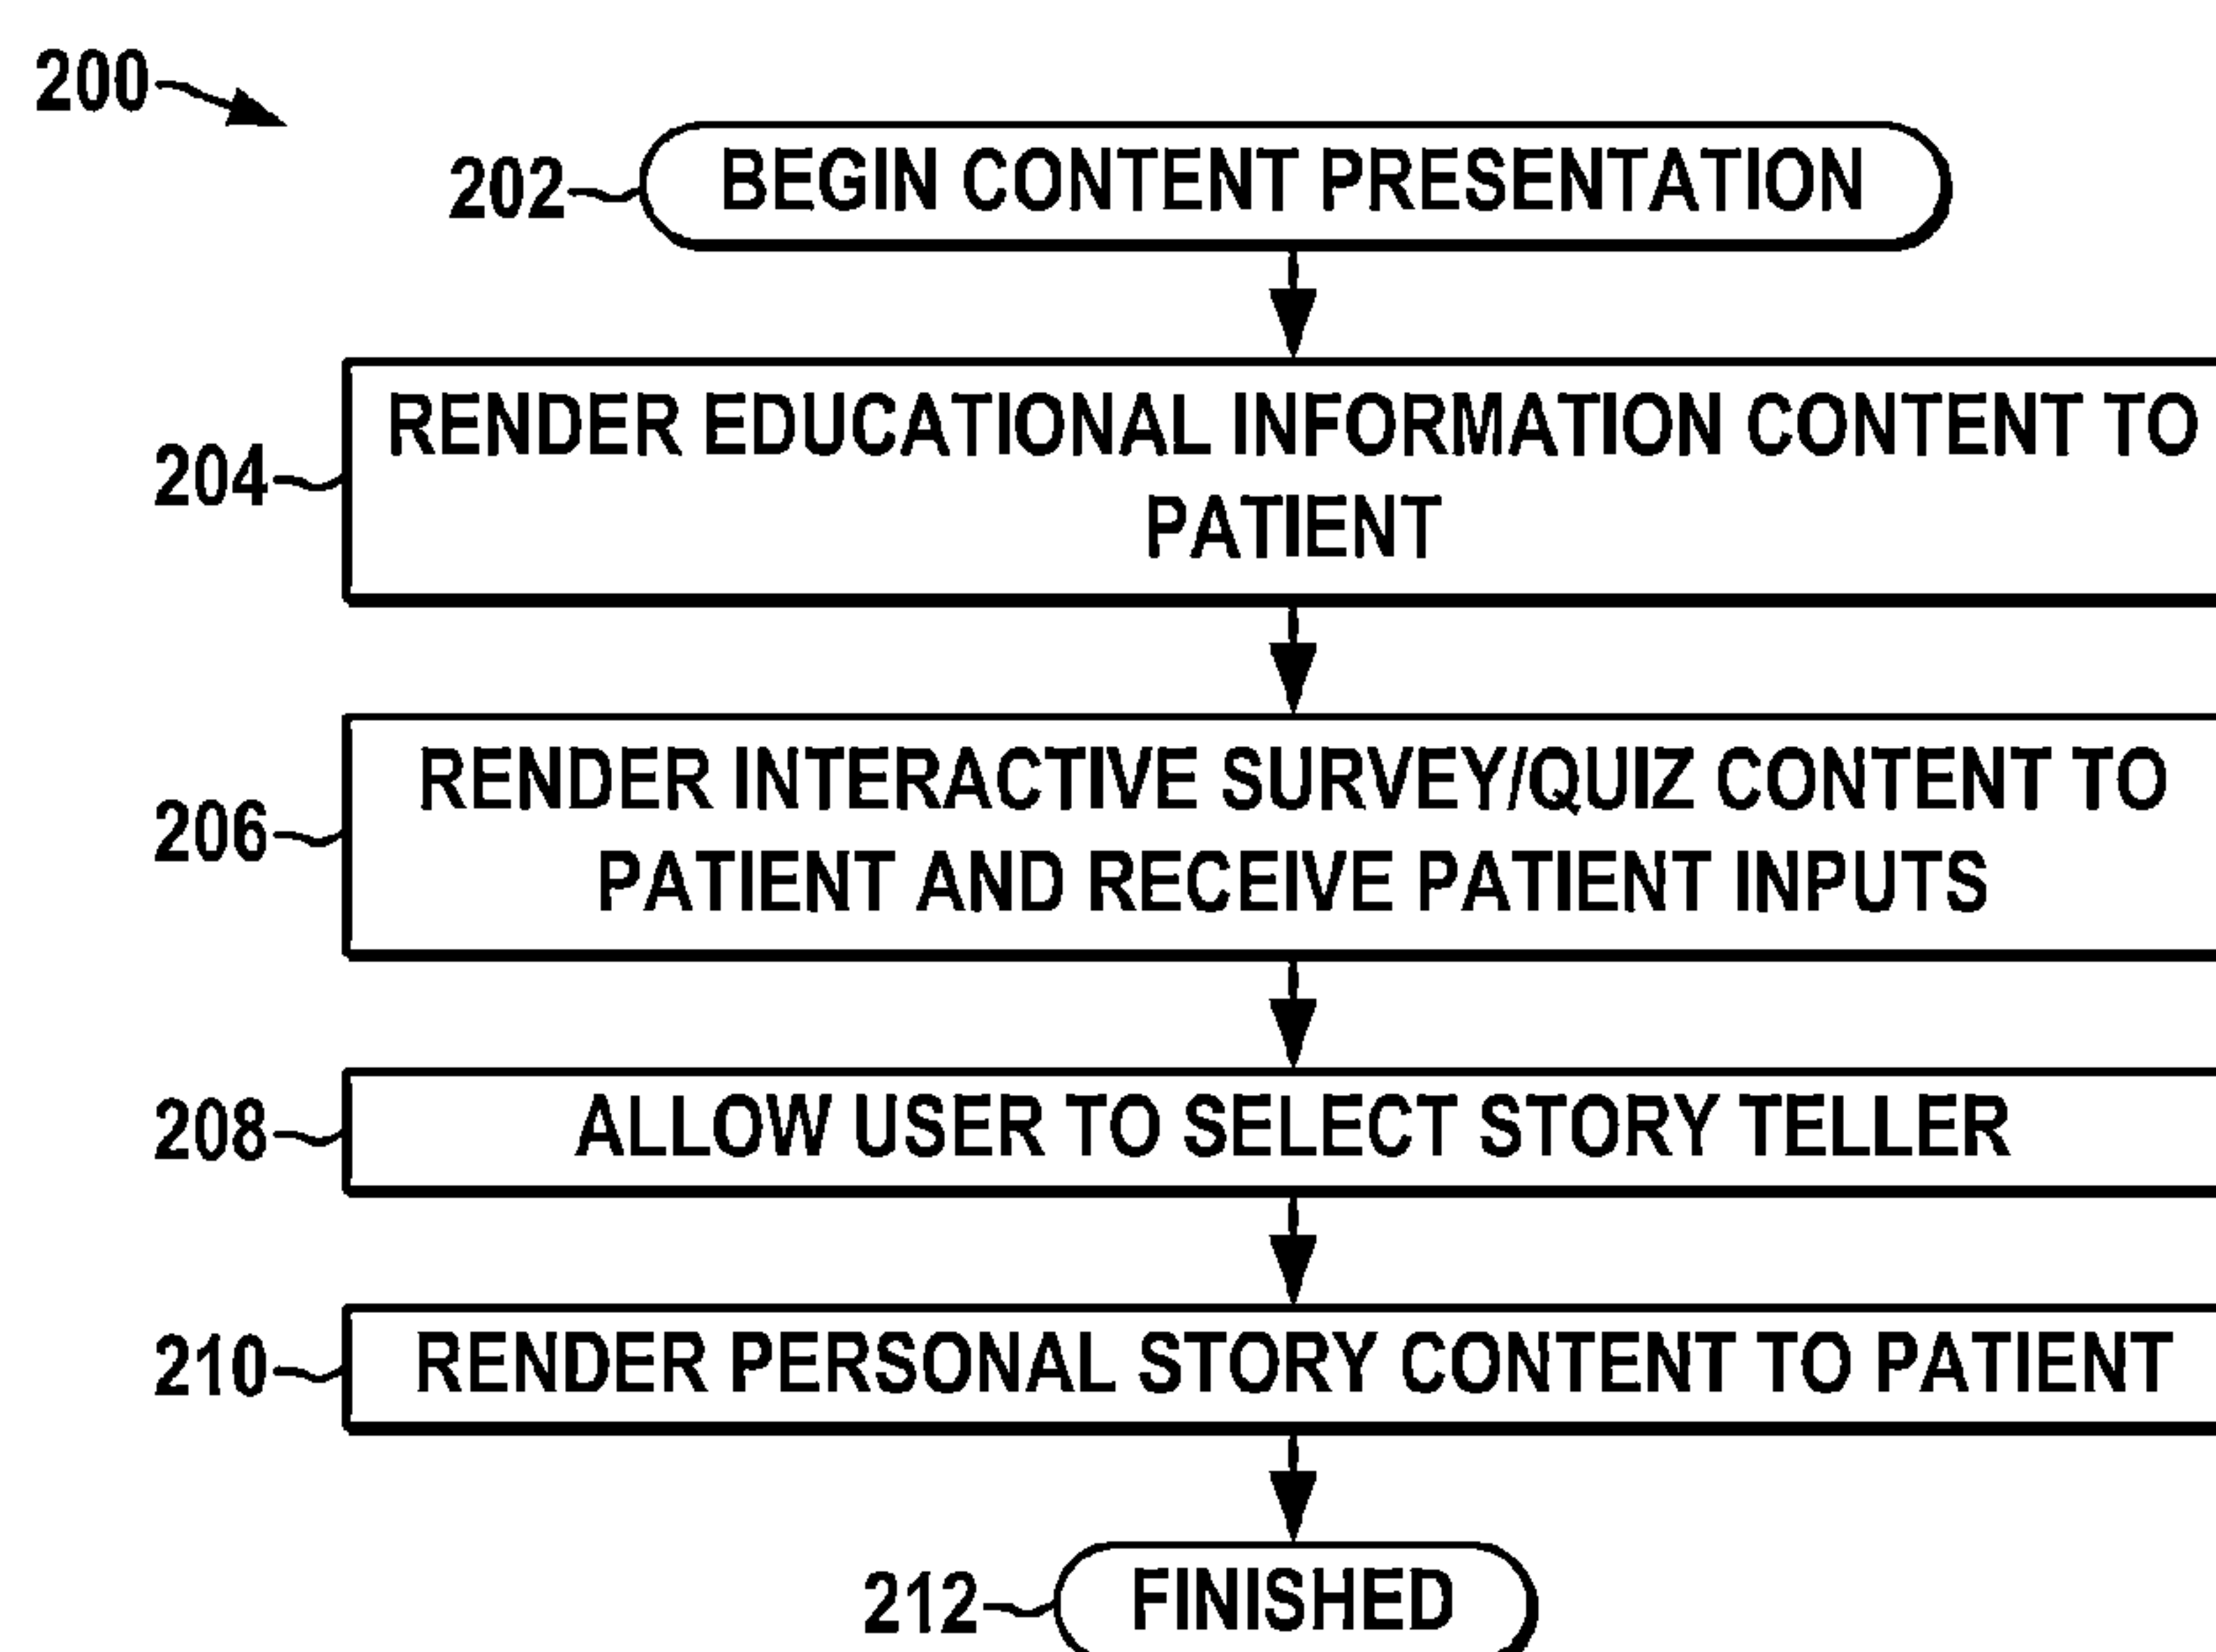 200
202
BEGIN CONTENT PRESENTATION
204
RENDER EDUCATIONAL INFORMATION CONTENT TO
PATIENT
206
RENDER INTERACTIVE SURVEY/QUIZ CONTENT TO
PATIENT AND RECEIVE PATIENT INPUTS
208
ALLOW USER TO SELECT STORY TELLER
210
RENDER PERSONAL STORY CONTENT TO PATIENT
212
FINISHED